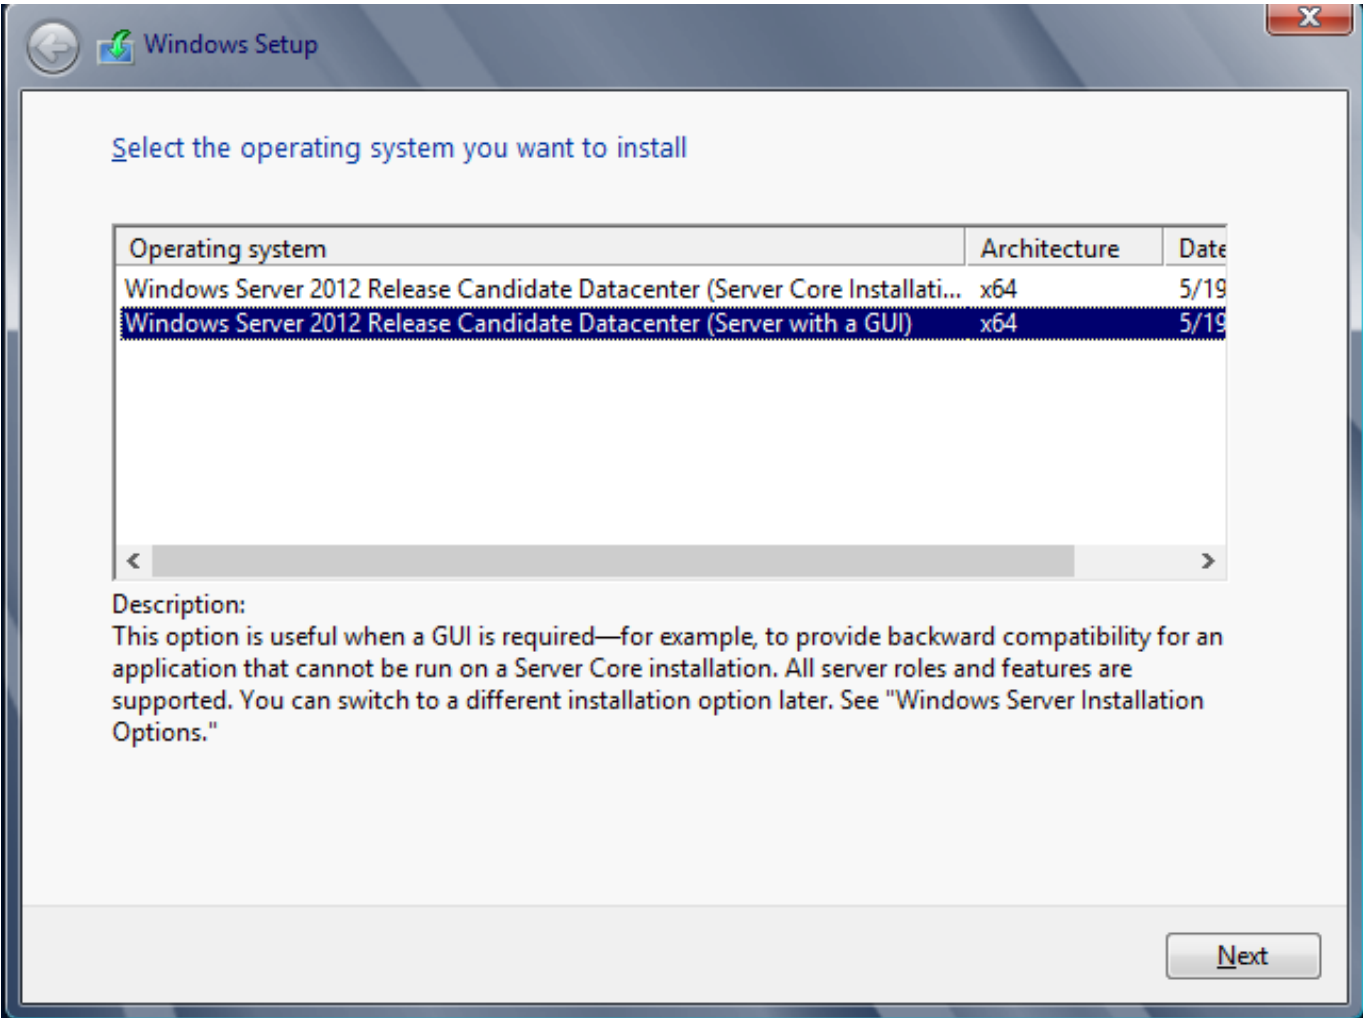 Windows Setup
Select the operating system you want to install
Operating system Architecture Date
Windows Server 2012 Release Candidate Datacenter (Server Core Installati... x64 5/19
Windows Server 2012 Release Candidate Datacenter (Server with a GUI) x64 5/19
Description:
This option is useful when a GUI is required—for example, to provide backward compatibility for an
application that cannot be run on a Server Core installation. All server roles and features are
supported. You can switch to a different installation option later. See "Windows Server Installation
Options."
Next